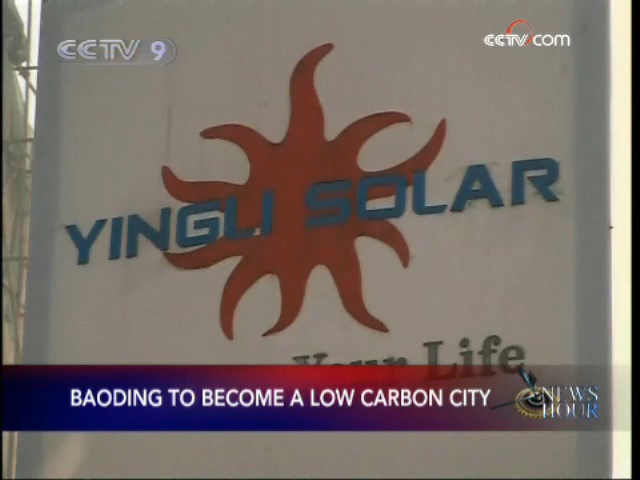 CCTV 9
CCTV.com
YINGLI SOLAR
Your Life
BAODING TO BECOME A LOW CARBON CITY
NEWS
HOUR